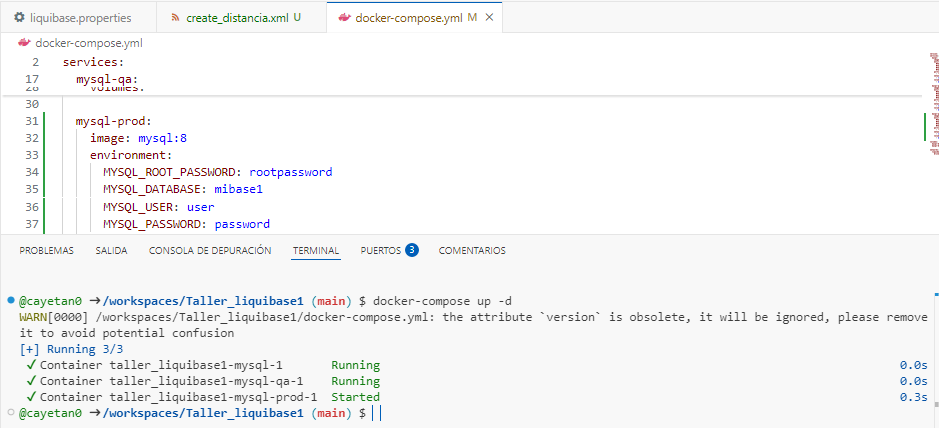 liquibase.properties create_distancia.xml U docker-compose.yml M
docker-compose.yml
2 services:
17 mysql-qa:
28 volumes:
30
31 mysql-prod:
32 image: mysql:8
33 environment:
34 MYSQL_ROOT_PASSWORD: rootpassword
35 MYSQL_DATABASE: mibase1
36 MYSQL_USER: user
37 MYSQL_PASSWORD: password
PROBLEMAS SALIDA CONSOLA DE DEPURACIÓN TERMINAL PUERTOS 3 COMENTARIOS
@cayetan0 ➜/workspaces/Taller_liquibase1 (main) $ docker-compose up -d
WARN[0000] /workspaces/Taller_liquibase1/docker-compose.yml: the attribute `version` is obsolete, it will be ignored, please remove
it to avoid potential confusion
[+] Running 3/3
✓ Container taller_liquibase1-mysql-1 Running 0.0s
✓ Container taller_liquibase1-mysql-qa-1 Running 0.0s
✓ Container taller_liquibase1-mysql-prod-1 Started 0.3s
@cayetan0 ➜/workspaces/Taller_liquibase1 (main) $